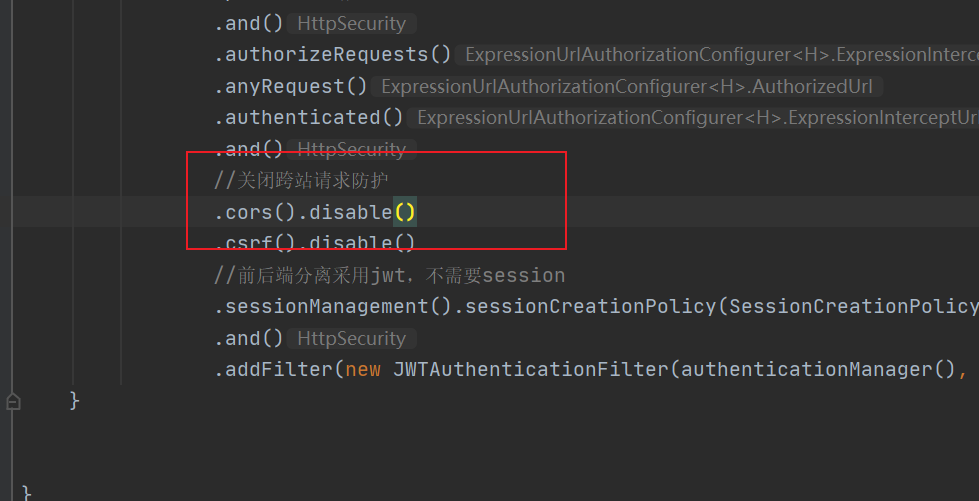 .and() HttpSecurity
.authorizeRequests() ExpressionUrlAuthorizationConfigurer<H>.ExpressionInterce
.anyRequest() ExpressionUrlAuthorizationConfigurer<H>.AuthorizedUrl
.authenticated() ExpressionUrlAuthorizationConfigurer<H>.ExpressionInterceptUrl
.and() HttpSecurity
//关闭跨站请求防护
.cors().disable()
.csrf().disable()
//前后端分离采用jwt，不需要session
.sessionManagement().sessionCreationPolicy(SessionCreationPolicy
.and() HttpSecurity
.addFilter(new JWTAuthenticationFilter(authenticationManager(),
}
}